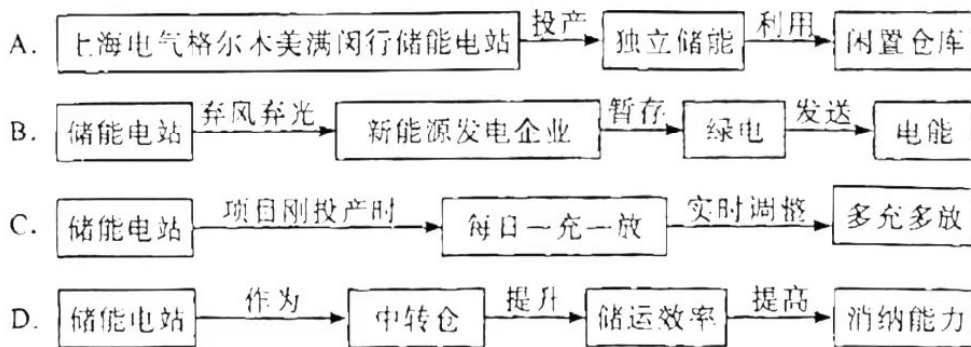 A. 上海电气格尔木美满闵行储能电站 投产 独立储能 利用 闲置仓库
B. 储能电站 弃风弃光 新能源发电企业 暂存 绿电 发送 电能
C. 储能电站 项目刚投产时 每日一充一放 实时调整 多充多放
D. 储能电站 作为 中转仓 提升 储运效率 提高 消纳能力